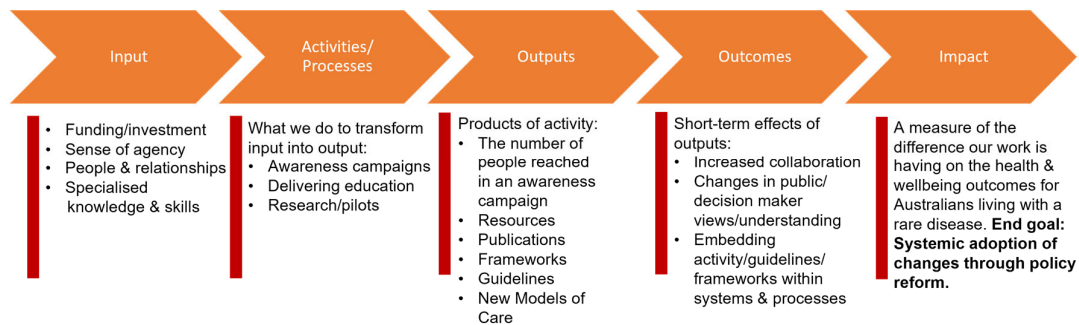 Input
Activities/
Processes
Outputs
Outcomes
Impact
• Funding/investment
• Sense of agency
• People & relationships
• Specialised
knowledge & skills
What we do to transform
input into output:
• Awareness campaigns
• Delivering education
• Research/pilots
Products of activity:
• The number of
people reached
in an awareness
campaign
• Resources
• Publications
• Frameworks
• Guidelines
• New Models of
Care
Short-term effects of
outputs:
• Increased collaboration
• Changes in public/
decision maker
views/understanding
• Embedding
activity/guidelines/
frameworks within
systems & processes
A measure of the
difference our work is
having on the health &
wellbeing outcomes for
Australians living with a
rare disease. End goal:
Systemic adoption of
changes through policy
reform.